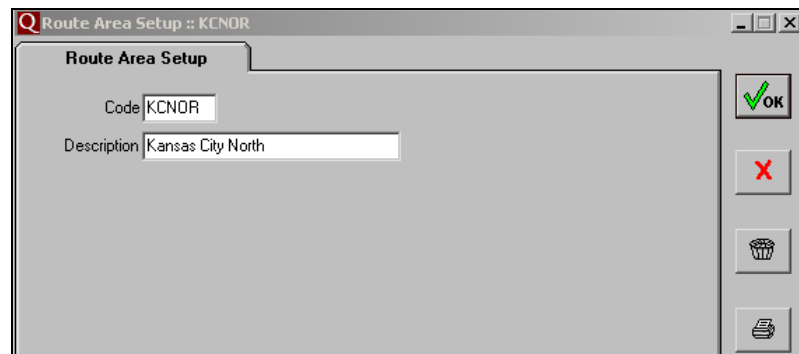 Q Route Area Setup :: KCNOR
Route Area Setup
Code KCNOR
Description Kansas City North
OK